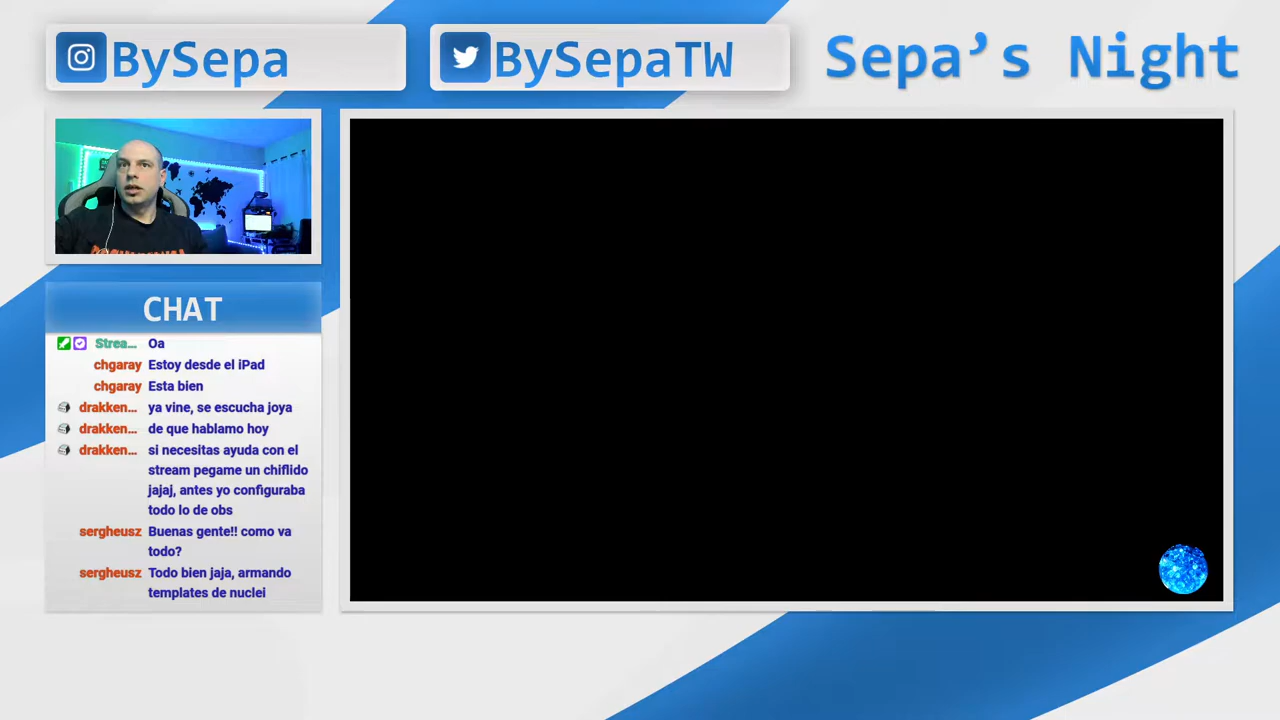 BySepa
BySepaTW
Sepa's Night
CHAT
Strea… Oa
chgaray Estoy desde el iPad
chgaray Esta bien
drakken… ya vine, se escucha joya
drakken… de que hablamo hoy
drakken… si necesitas ayuda con el
stream pegame un chiflido
jajaj, antes yo configuraba
todo lo de obs
sergheusz Buenas gente!! como va
todo?
sergheusz Todo bien jaja, armando
templates de nuclei